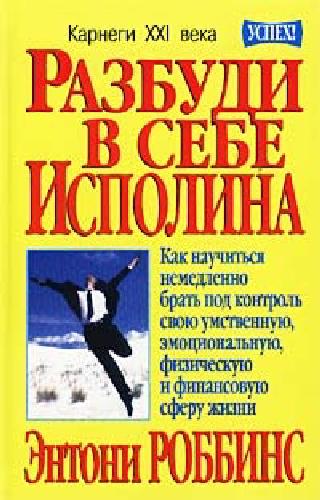 Карнеги XXI века
УСПЕХ!
РАЗБУДИ
В СЕБЕ
ИСПОЛИНА
Как научиться
немедленно
брать под контроль
свою умственную,
эмоциональную,
физическую
и финансовую
сферу жизни
Энтони РОББИНС